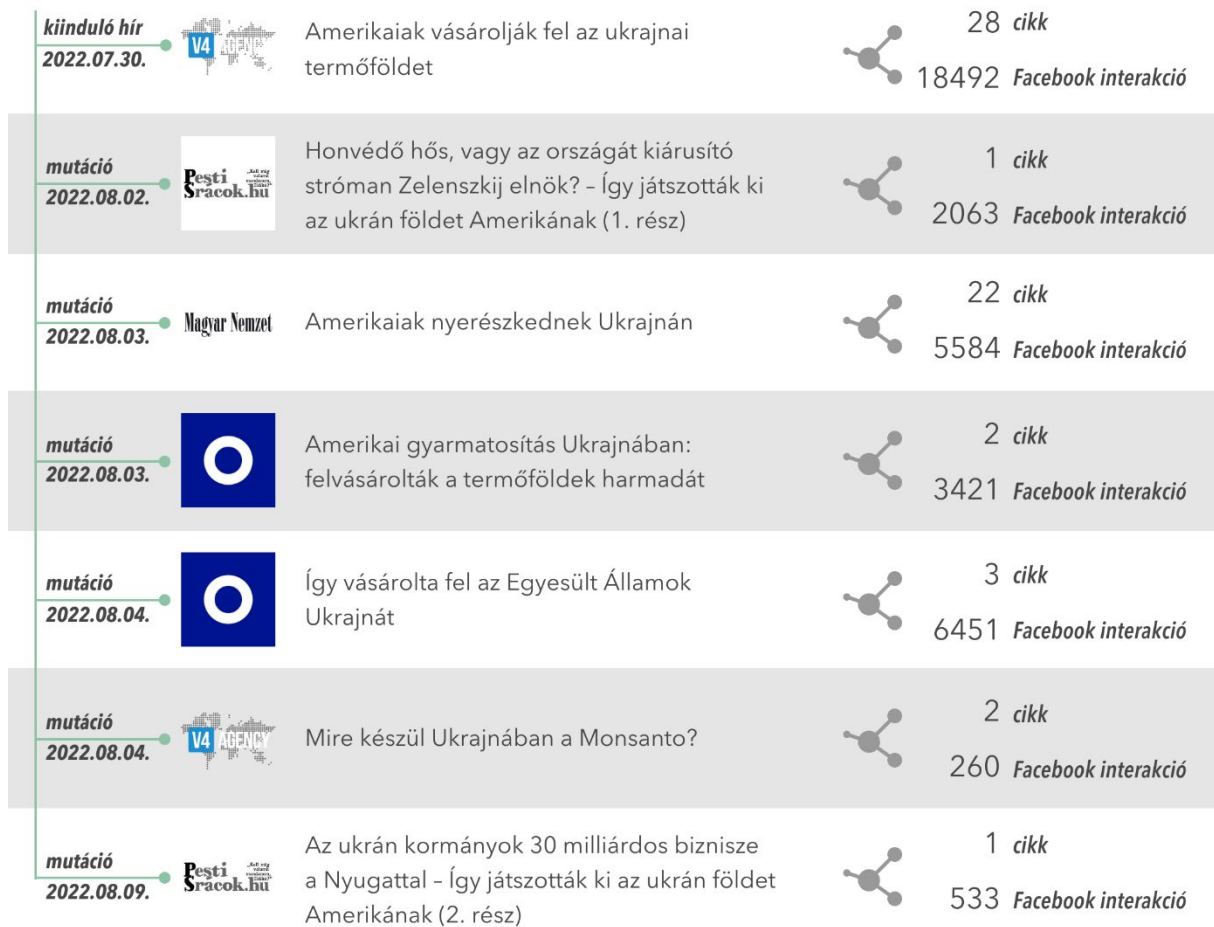 kiinduló hír
2022.07.30.
V4 AGENCY
Amerikaiak vásárolják fel az ukrajnai
termőföldet
28 cikk
18492 Facebook interakció
mutáció
2022.08.02.
Pesti
Srácok.hu
Honvédő hős, vagy az országát kiárusító
stróman Zelenszkij elnök? – Így játszották ki
az ukrán földet Amerikának (1. rész)
1 cikk
2063 Facebook interakció
mutáció
2022.08.03.
Magyar Nemzet
Amerikaiak nyerészkednek Ukrajnán
22 cikk
5584 Facebook interakció
mutáció
2022.08.03.
Amerikai gyarmatosítás Ukrajnában:
felvásárolták a termőföldek harmadát
2 cikk
3421 Facebook interakció
mutáció
2022.08.04.
Így vásárolta fel az Egyesült Államok
Ukrajnát
3 cikk
6451 Facebook interakció
mutáció
2022.08.04.
V4 AGENCY
Mire készül Ukrajnában a Monsanto?
2 cikk
260 Facebook interakció
mutáció
2022.08.09.
Pesti
Srácok.hu
Az ukrán kormányok 30 milliárdos biznisze
a Nyugattal – Így játszották ki az ukrán földet
Amerikának (2. rész)
1 cikk
533 Facebook interakció